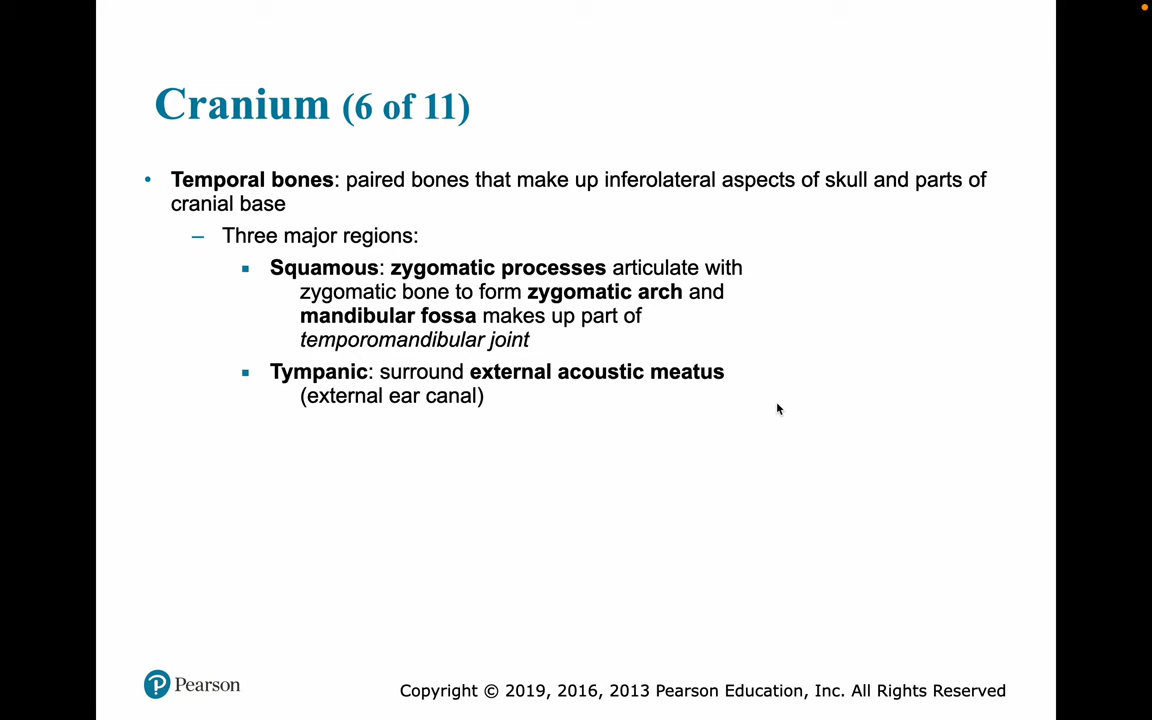 Cranium (6 of 11)
• Temporal bones: paired bones that make up inferolateral aspects of skull and parts of
cranial base
– Three major regions:
▪ Squamous: zygomatic processes articulate with
zygomatic bone to form zygomatic arch and
mandibular fossa makes up part of
temporomandibular joint
▪ Tympanic: surround external acoustic meatus
(external ear canal)
Pearson
Copyright © 2019, 2016, 2013 Pearson Education, Inc. All Rights Reserved